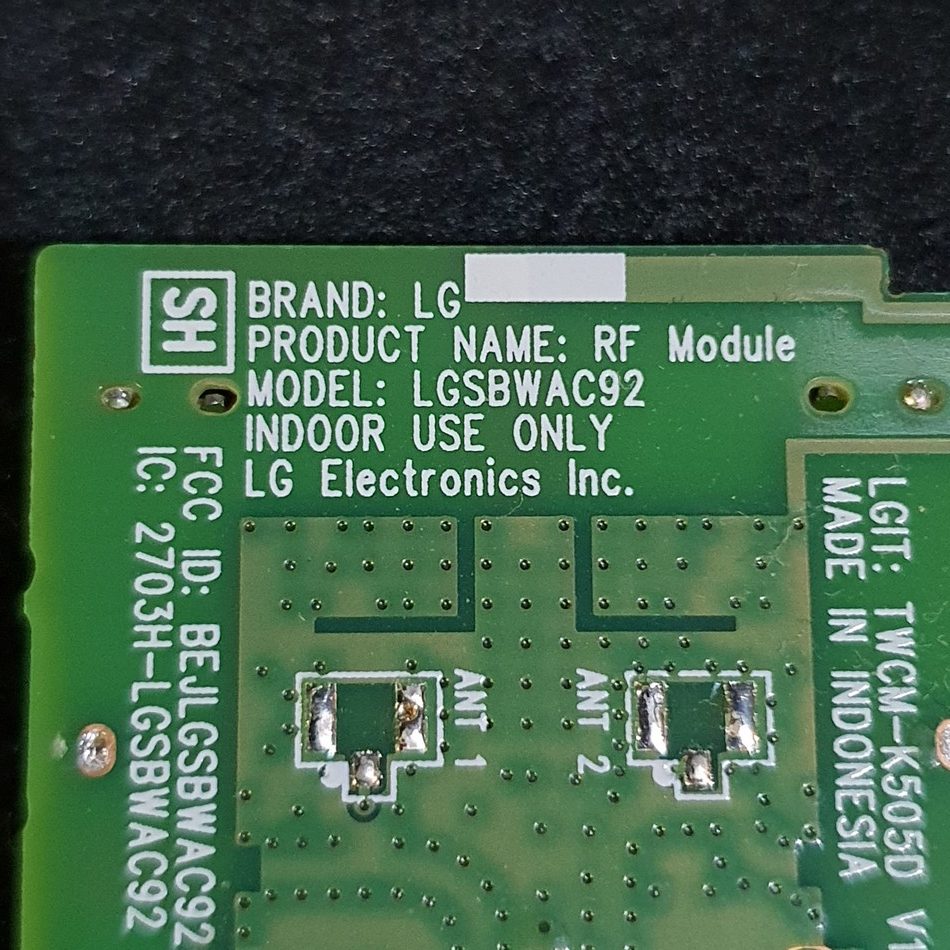 SH
BRAND: LG
PRODUCT NAME: RF Module
MODEL: LGSBWAC92
INDOOR USE ONLY
LG Electronics Inc.
FCC ID: BEJLGSBWAC92
IC: 2703H-LGSBWAC92
LGIT: TWCM-K505D V1
MADE IN INDONESIA
ANT 1
ANT 2